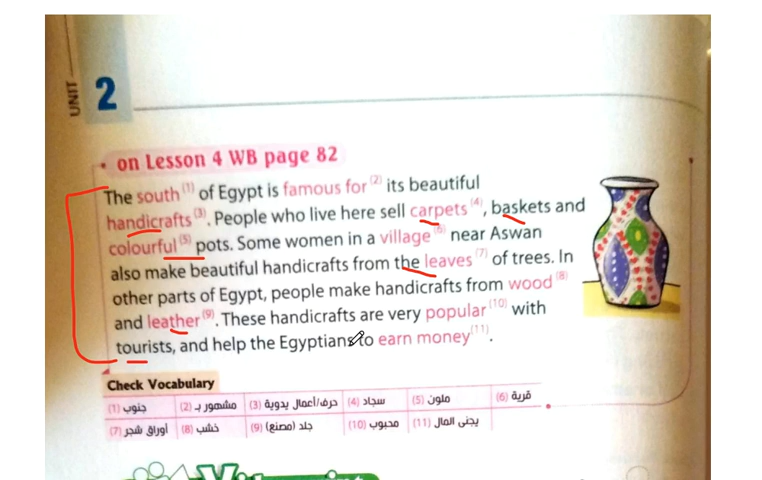 UNIT 2
on Lesson 4 WB page 82
The south (1) of Egypt is famous for (2) its beautiful
handicrafts (3). People who live here sell carpets (4), baskets and
colourful (5) pots. Some women in a village (6) near Aswan
also make beautiful handicrafts from the leaves (7) of trees. In
other parts of Egypt, people make handicrafts from wood (8)
and leather (9). These handicrafts are very popular (10) with
tourists, and help the Egyptians to earn money (11).
Check Vocabulary
(1) جنوب (2) مشهور بـ (3) حرف/أعمال يدوية (4) سجاد (5) ملون (6) قرية
(7) أوراق شجر (8) خشب (9) جلد (مصنع) (10) محبوب (11) يجنى المال